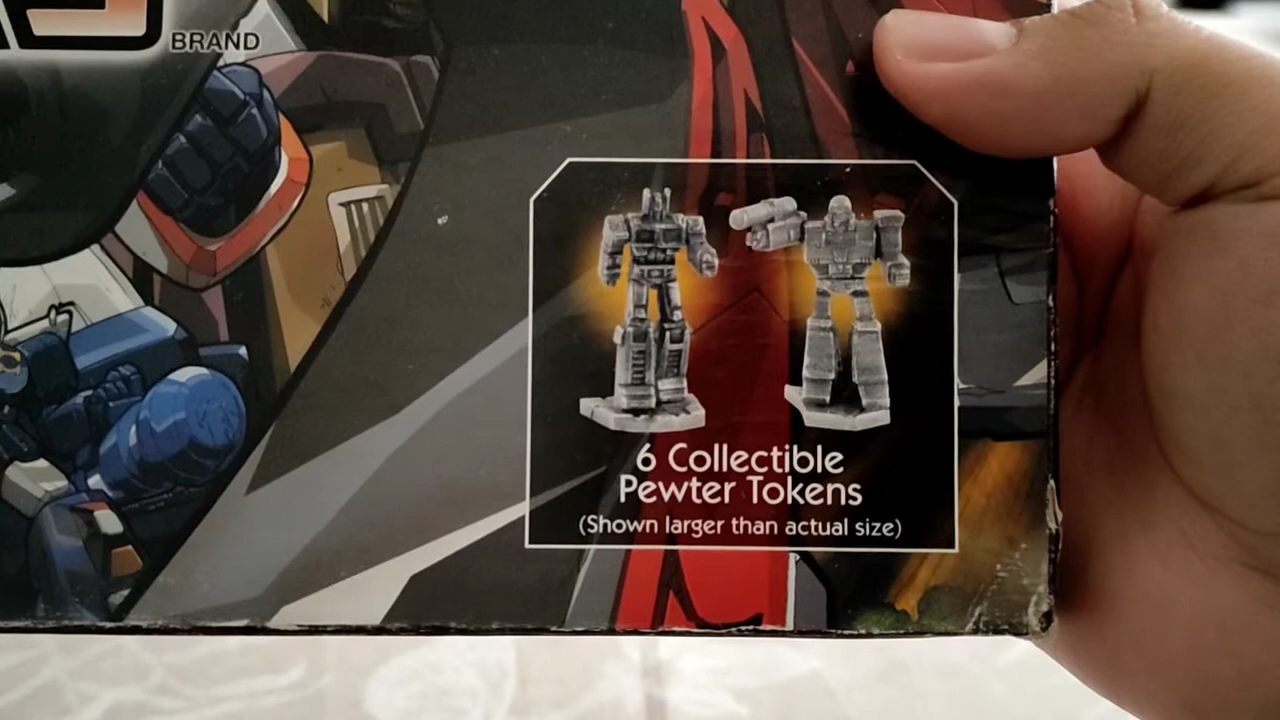 BRAND
6 Collectible
Pewter Tokens
(Shown larger than actual size)